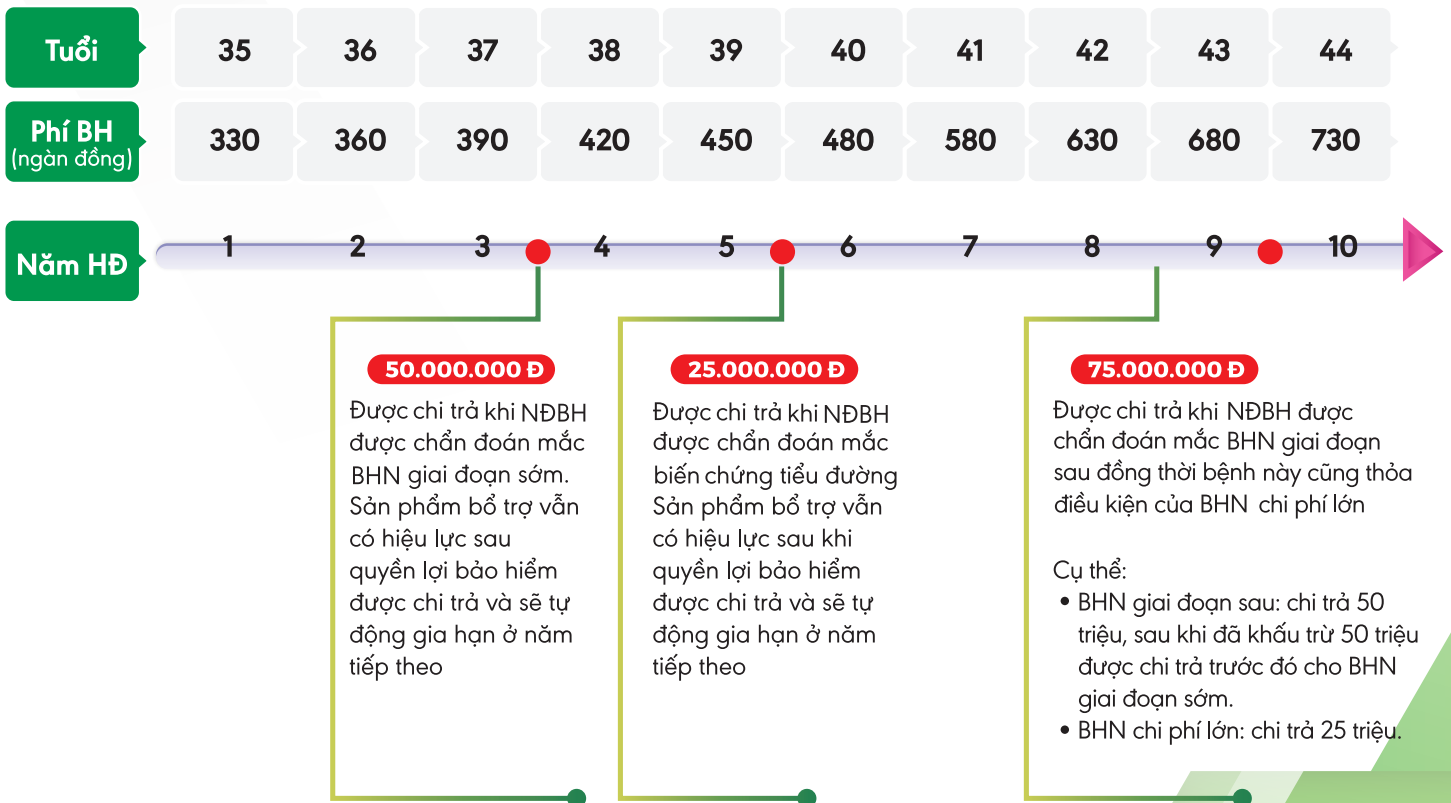 Tuổi 35 36 37 38 39 40 41 42 43 44
Phí BH
(ngàn đồng)
330 360 390 420 450 480 580 630 680 730
Năm HĐ 1 2 3 4 5 6 7 8 9 10
50.000.000 Đ
Được chi trả khi NĐBH
được chẩn đoán mắc
BHN giai đoạn sớm.
Sản phẩm bổ trợ vẫn
có hiệu lực sau
quyền lợi bảo hiểm
được chi trả và sẽ tự
động gia hạn ở năm
tiếp theo
25.000.000 Đ
Được chi trả khi NĐBH
được chẩn đoán mắc
biến chứng tiểu đường
Sản phẩm bổ trợ vẫn
có hiệu lực sau khi
quyền lợi bảo hiểm
được chi trả và sẽ tự
động gia hạn ở năm
tiếp theo
75.000.000 Đ
Được chi trả khi NĐBH được
chẩn đoán mắc BHN giai đoạn
sau đồng thời bệnh này cũng thỏa
điều kiện của BHN chi phí lớn
Cụ thể:
• BHN giai đoạn sau: chi trả 50
triệu, sau khi đã khấu trừ 50 triệu
được chi trả trước đó cho BHN
giai đoạn sớm.
• BHN chi phí lớn: chi trả 25 triệu.